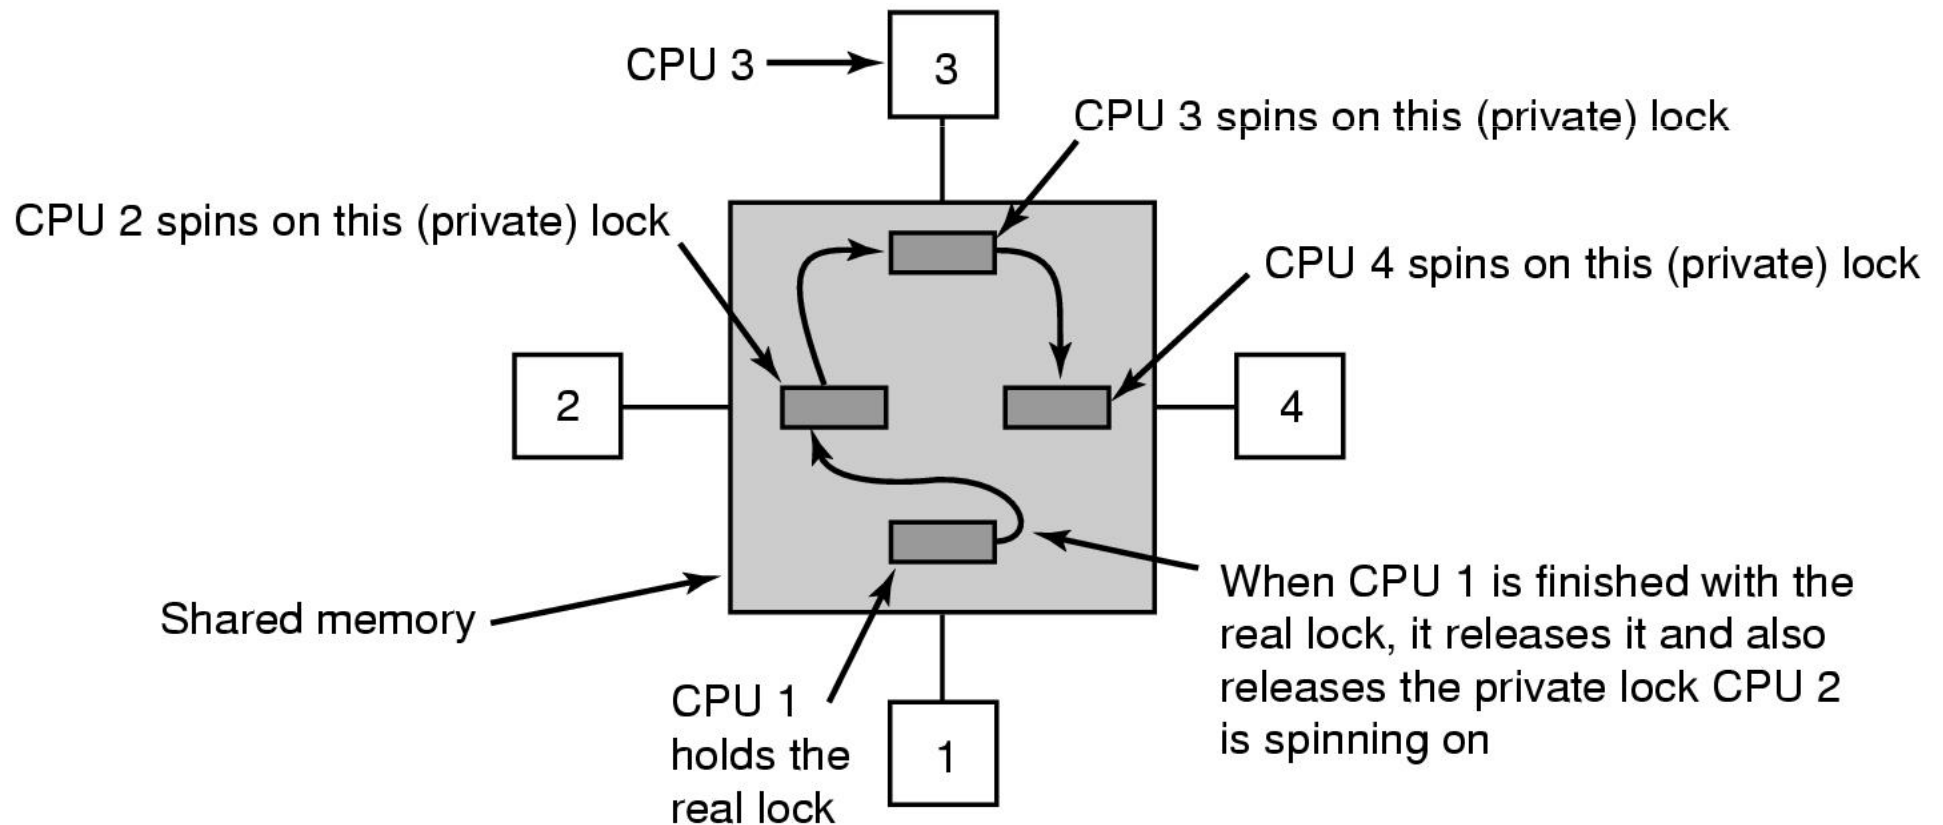 CPU 3
3
CPU 3 spins on this (private) lock
CPU 2 spins on this (private) lock
CPU 4 spins on this (private) lock
2
4
Shared memory
When CPU 1 is finished with the
real lock, it releases it and also
releases the private lock CPU 2
is spinning on
CPU 1
holds the
real lock
1